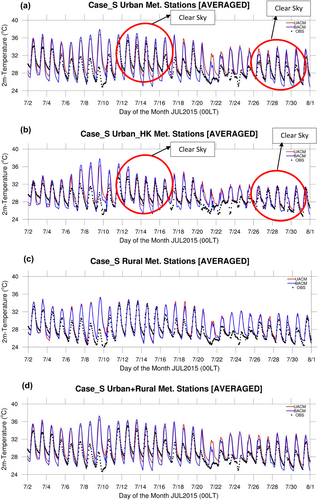 (a) Case_S Urban Met. Stations [AVERAGED]
Clear Sky
Clear Sky
2m-Temperature (°C)
40
36
32
28
24
UACM
BACM
OBS
7/2 7/4 7/6 7/8 7/10 7/12 7/14 7/16 7/18 7/20 7/22 7/24 7/26 7/28 7/30 8/1
Day of the Month JUL2015 (00LT)
(b) Case_S Urban_HK Met. Stations [AVERAGED]
Clear Sky
Clear Sky
2m-Temperature (°C)
40
36
32
28
24
UACM
BACM
OBS
7/2 7/4 7/6 7/8 7/10 7/12 7/14 7/16 7/18 7/20 7/22 7/24 7/26 7/28 7/30 8/1
Day of the Month JUL2015 (00LT)
(c) Case_S Rural Met. Stations [AVERAGED]
2m-Temperature (°C)
40
36
32
28
24
UACM
BACM
OBS
7/2 7/4 7/6 7/8 7/10 7/12 7/14 7/16 7/18 7/20 7/22 7/24 7/26 7/28 7/30 8/1
Day of the Month JUL2015 (00LT)
(d) Case_S Urban+Rural Met. Stations [AVERAGED]
2m-Temperature (°C)
40
36
32
28
24
UACM
BACM
OBS
7/2 7/4 7/6 7/8 7/10 7/12 7/14 7/16 7/18 7/20 7/22 7/24 7/26 7/28 7/30 8/1
Day of the Month JUL2015 (00LT)